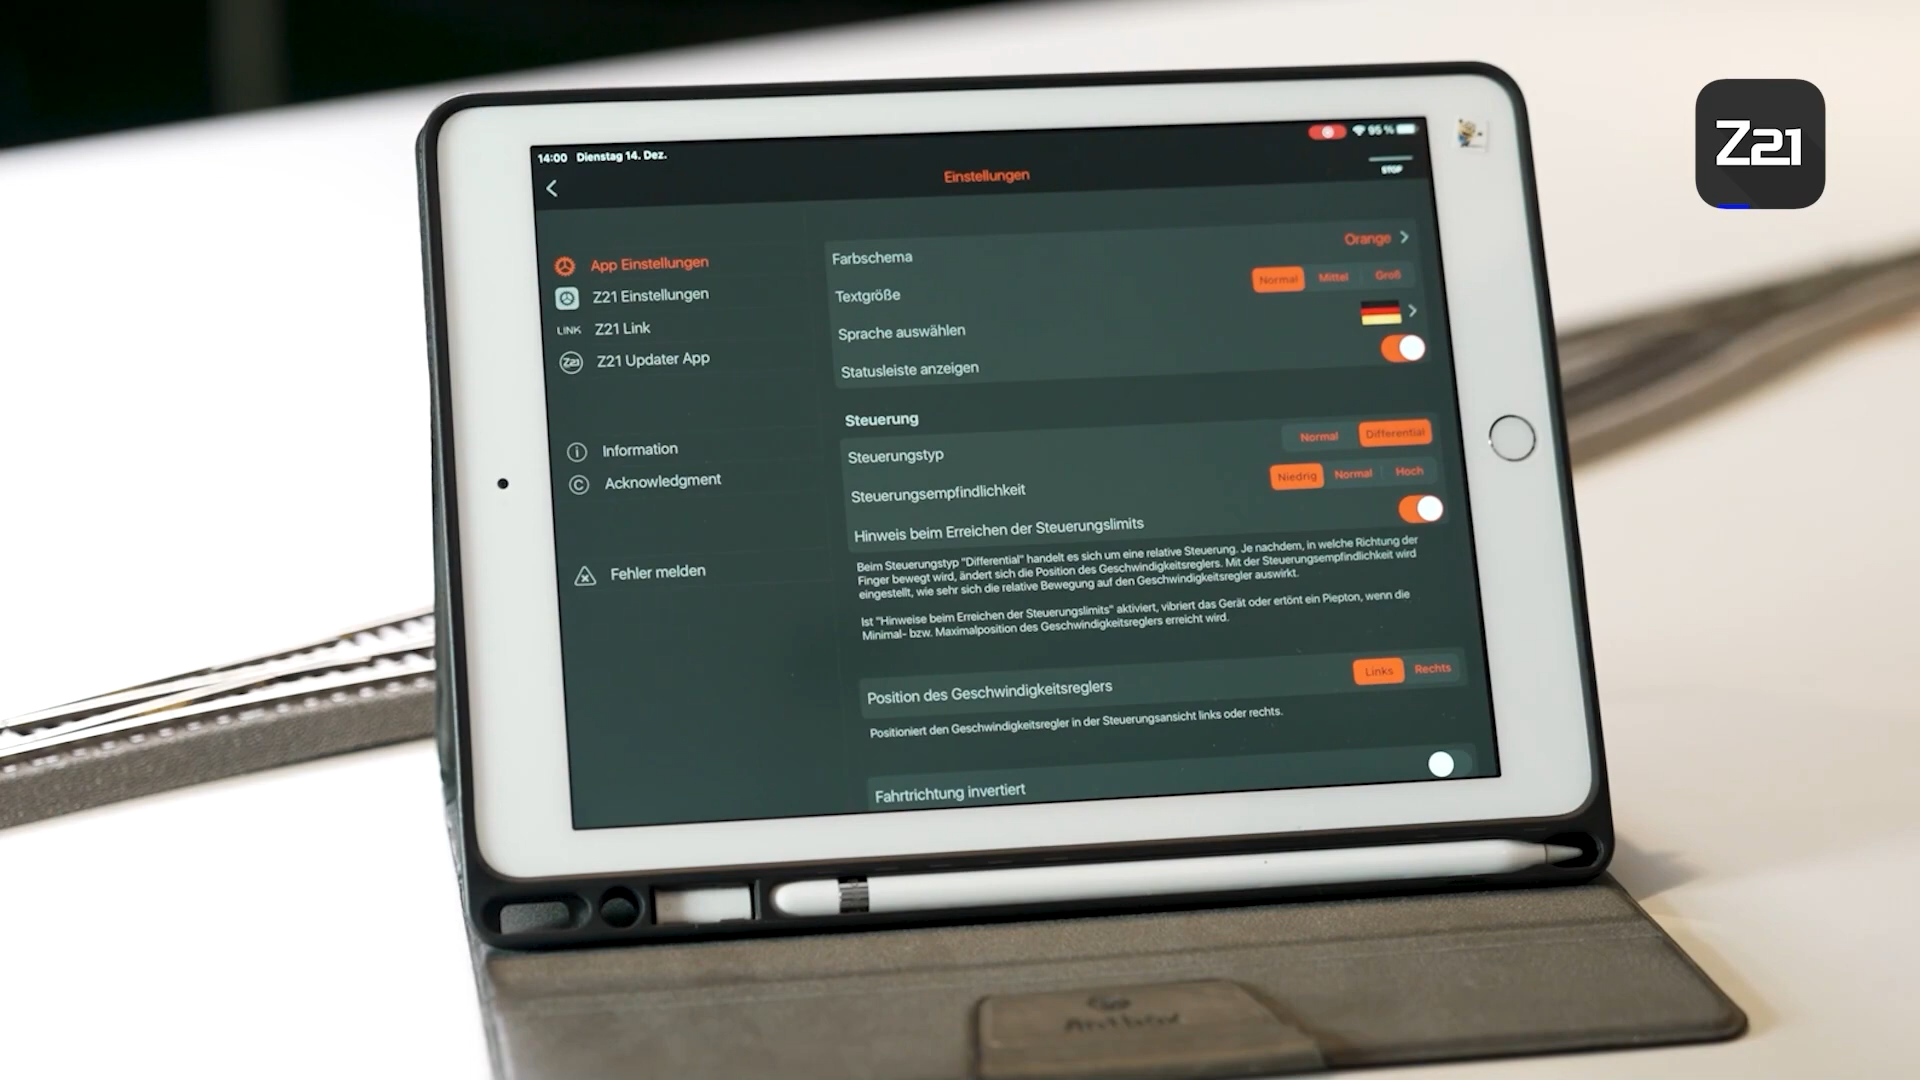 Z21
14:00 Dienstag 14. Dez.
95 %
Einstellungen
STOP
App Einstellungen
Z21 Einstellungen
LINK Z21 Link
Z21 Z21 Updater App
Information
Acknowledgment
Fehler melden
Farbschema Orange
Textgröße Normal Mittel Groß
Sprache auswählen
Statusleiste anzeigen
Steuerung
Steuerungstyp Normal Differential
Steuerungsempfindlichkeit Niedrig Normal Hoch
Hinweis beim Erreichen der Steuerungslimits
Beim Steuerungstyp "Differential" handelt es sich um eine relative Steuerung. Je nachdem, in welche Richtung der
Finger bewegt wird, ändert sich die Position des Geschwindigkeitsreglers. Mit der Steuerungsempfindlichkeit wird
eingestellt, wie sehr sich die relative Bewegung auf den Geschwindigkeitsregler auswirkt.
Ist "Hinweise beim Erreichen der Steuerungslimits" aktiviert, vibriert das Gerät oder ertönt ein Piepton, wenn die
Minimal- bzw. Maximalposition des Geschwindigkeitsreglers erreicht wird.
Position des Geschwindigkeitsreglers Links Rechts
Positioniert den Geschwindigkeitsregler in der Steuerungsansicht links oder rechts.
Fahrtrichtung invertiert